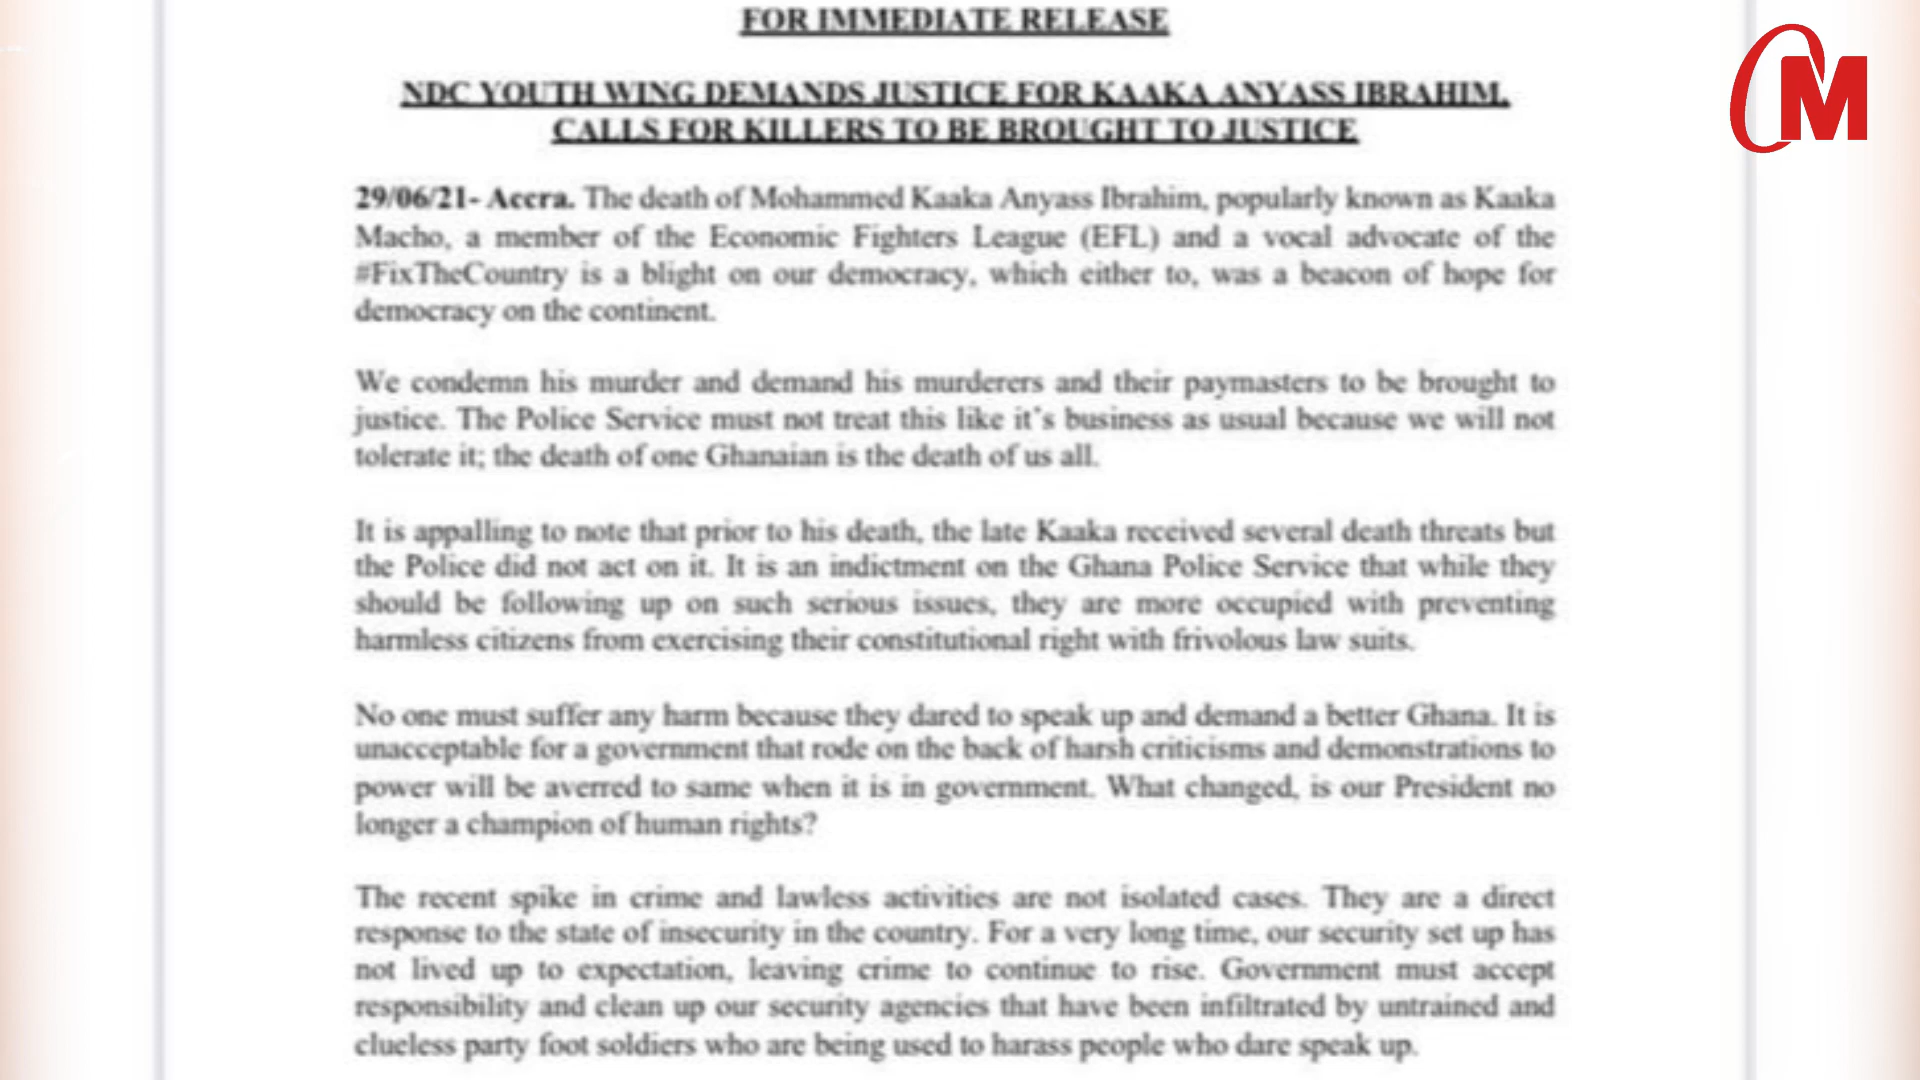 FOR IMMEDIATE RELEASE
NDC YOUTH WING DEMANDS JUSTICE FOR KAAKA ANYASS IBRAHIM,
CALLS FOR KILLERS TO BE BROUGHT TO JUSTICE
29/06/21- Accra. The death of Mohammed Kaaka Anyass Ibrahim, popularly known as Kaaka
Macho, a member of the Economic Fighters League (EFL) and a vocal advocate of the
#FixTheCountry is a blight on our democracy, which either to, was a beacon of hope for
democracy on the continent.
We condemn his murder and demand his murderers and their paymasters to be brought to
justice. The Police Service must not treat this like it's business as usual because we will not
tolerate it; the death of one Ghanaian is the death of us all.
It is appalling to note that prior to his death, the late Kaaka received several death threats but
the Police did not act on it. It is an indictment on the Ghana Police Service that while they
should be following up on such serious issues, they are more occupied with preventing
harmless citizens from exercising their constitutional right with frivolous law suits.
No one must suffer any harm because they dared to speak up and demand a better Ghana. It is
unacceptable for a government that rode on the back of harsh criticisms and demonstrations to
power will be averred to same when it is in government. What changed, is our President no
longer a champion of human rights?
The recent spike in crime and lawless activities are not isolated cases. They are a direct
response to the state of insecurity in the country. For a very long time, our security set up has
not lived up to expectation, leaving crime to continue to rise. Government must accept
responsibility and clean up our security agencies that have been infiltrated by untrained and
clueless party foot soldiers who are being used to harass people who dare speak up.
CM